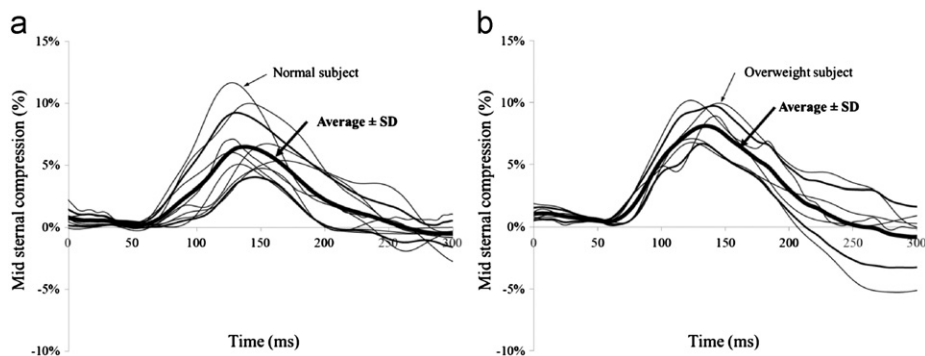 a
15%
10%
5%
0%
-5%
-10%
Mid sternal compression (%)
Normal subject
Average ± SD
0 50 100 150 200 250 300
Time (ms)
b
15%
10%
5%
0%
-5%
-10%
Mid sternal compression (%)
Overweight subject
Average ± SD
0 50 100 150 200 250 300
Time (ms)